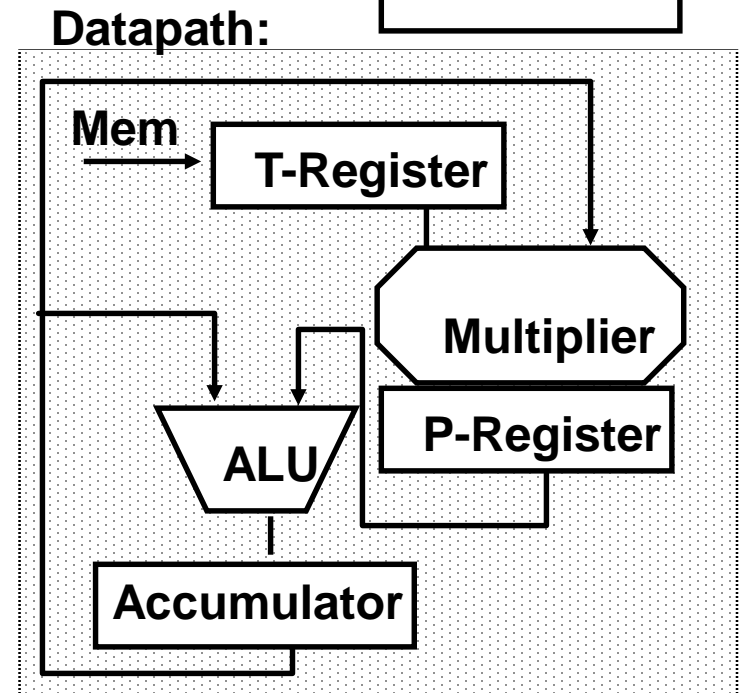 Datapath:
Mem
T-Register
Multiplier
P-Register
ALU
Accumulator